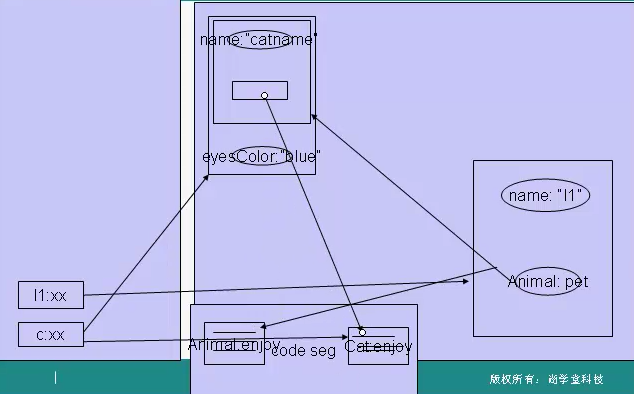 name:"catname"
eyesColor:"blue"
name: "l1"
Animal: pet
l1:xx
c:xx
Animal.enjoy
code seg
Cat.enjoy
版权所有：尚学堂科技